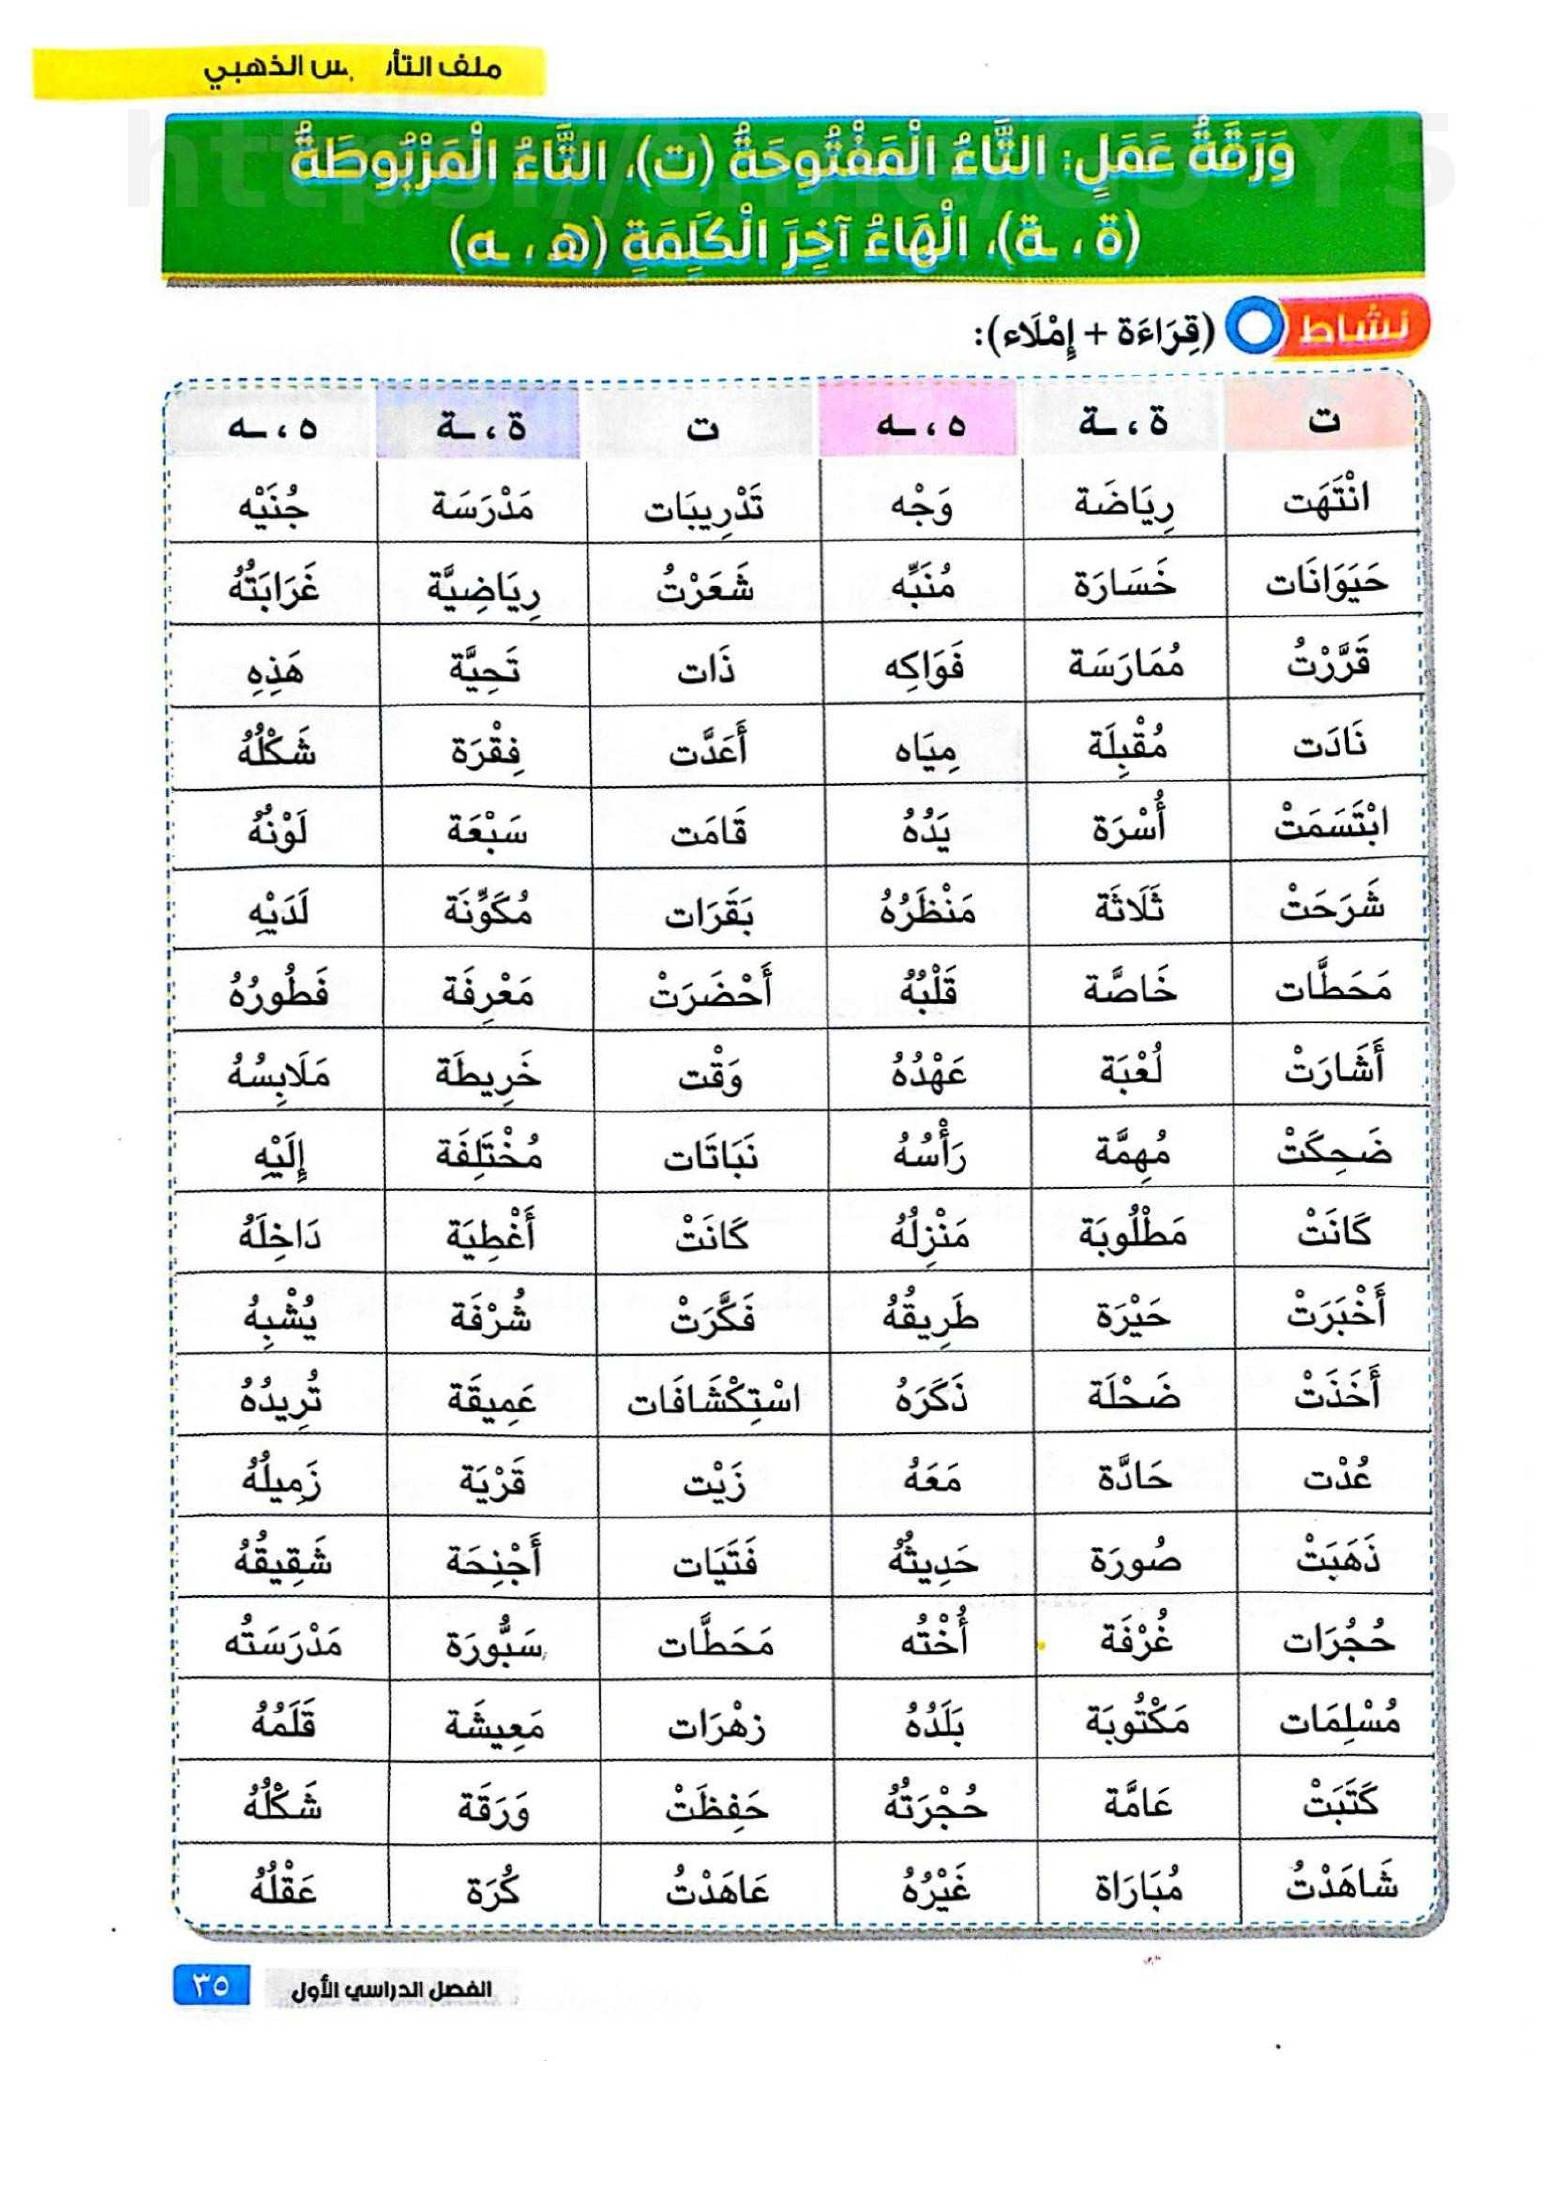 ملف التأ يس الذهبي
وَرَقَةُ عَمَلٍ: التَّاءُ الْمَفْتُوحَةُ (ت)، التَّاءُ الْمَرْبُوطَةُ
(ة ، ـة)، الْهَاءُ آخِرَ الْكَلِمَةِ (ه ، ـه)
نشاط (قِرَاءَة + إِمْلَاء):
ت ة ، ـة ه ، ـه ت ة ، ـة ه ، ـه
انْتَهَت رِيَاضَة وَجْه تَدْرِيبَات مَدْرَسَة جُنَيْه
حَيَوَانَات خَسَارَة مُنَبِّه شَعَرْتُ رِيَاضِيَّة غَرَابَتُهُ
قَرَّرْتُ مُمَارَسَة فَوَاكِه ذَات تَحِيَّة هَذِهِ
نَادَت مُقْبِلَة مِيَاه أَعَدَّت فِقْرَة شَكْلُهُ
ابْتَسَمَتْ أُسْرَة يَدُهُ قَامَت سَبْعَة لَوْنُهُ
شَرَحَتْ ثَلَاثَة مَنْظَرُهُ بَقَرَات مُكَوِّنَة لَدَيْهِ
مَحَطَّات خَاصَّة قَلْبُهُ أَحْضَرَتْ مَعْرِفَة فَطُورُهُ
أَشَارَتْ لُعْبَة عَهْدُهُ وَقْت خَرِيطَة مَلَابِسُهُ
ضَحِكَتْ مُهِمَّة رَأْسُهُ نَبَاتَات مُخْتَلِفَة إِلَيْهِ
كَانَتْ مَطْلُوبَة مَنْزِلُهُ كَانَتْ أَغْطِيَة دَاخِلَهُ
أَخْبَرَتْ حَيْرَة طَرِيقُهُ فَكَّرَتْ شُرْفَة يُشْبِهُ
أَخَذَتْ ضَحْلَة ذَكَرَهُ اسْتِكْشَافَات عَمِيقَة تُرِيدُهُ
عُدْت حَادَّة مَعَهُ زَيْت قَرْيَة زَمِيلُهُ
ذَهَبَتْ صُورَة حَدِيثُهُ فَتَيَات أَجْنِحَة شَقِيقُهُ
حُجُرَات غُرْفَة أُخْتُه مَحَطَّات سَبُّورَة مَدْرَسَتُه
مُسْلِمَات مَكْتُوبَة بَلَدُهُ زهْرَات مَعِيشَة قَلَمُهُ
كَتَبَتْ عَامَّة حُجْرَتُهُ حَفِظَتْ وَرَقَة شَكْلُهُ
شَاهَدْتُ مُبَارَاة غَيْرُهُ عَاهَدْتُ كُرَة عَقْلُهُ
الفصل الدراسي الأول ٣٥